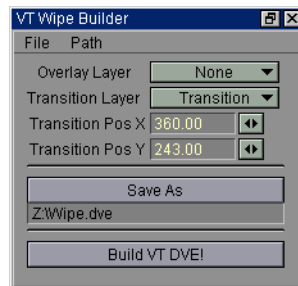 VT Wipe Builder
File Path
Overlay Layer None
Transition Layer Transition
Transition Pos X 360.00
Transition Pos Y 243.00
Save As
Z:\Wipe.dve
Build VT DVE!